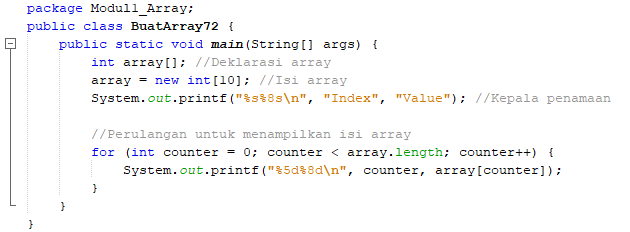 package Modul1_Array;
public class BuatArray72 {
public static void main(String[] args) {
int array[]; //Deklarasi array
array = new int[10]; //Isi array
System.out.printf("%s%8s\n", "Index", "Value"); //Kepala penamaan
//Perulangan untuk menampilkan isi array
for (int counter = 0; counter < array.length; counter++) {
System.out.printf("%5d%8d\n", counter, array[counter]);
}
}
}